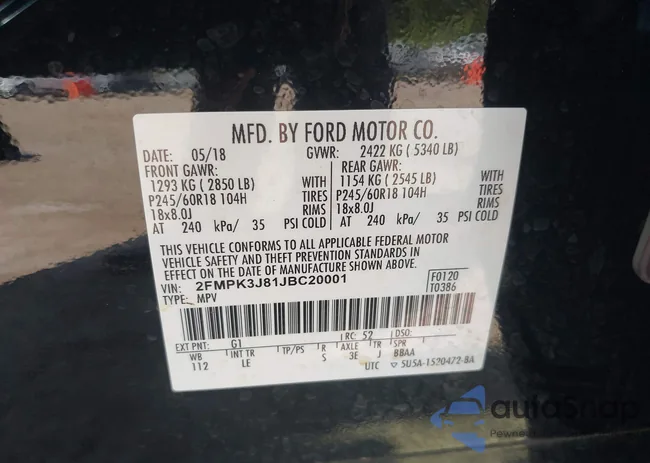 MFD. BY FORD MOTOR CO.
DATE: 05/18 GVWR: 2422 KG ( 5340 LB)
FRONT GAWR: REAR GAWR:
1293 KG ( 2850 LB) WITH 1154 KG ( 2545 LB) WITH
P245/60R18 104H TIRES P245/60R18 104H TIRES
18x8.0J RIMS 18x8.0J RIMS
AT 240 kPa/ 35 PSI COLD AT 240 kPa/ 35 PSI COLD
THIS VEHICLE CONFORMS TO ALL APPLICABLE FEDERAL MOTOR
VEHICLE SAFETY AND THEFT PREVENTION STANDARDS IN
EFFECT ON THE DATE OF MANUFACTURE SHOWN ABOVE.
VIN: 2FMPK3J81JBC20001 F0120
TYPE: MPV T0386
EXT PNT: G1 RC: 52 DSO:
WB INT TR TP/PS R AXLE TR SPR
112 LE S 3E J BBAA
UTC 5U5A-1520472-BA
autoSnap